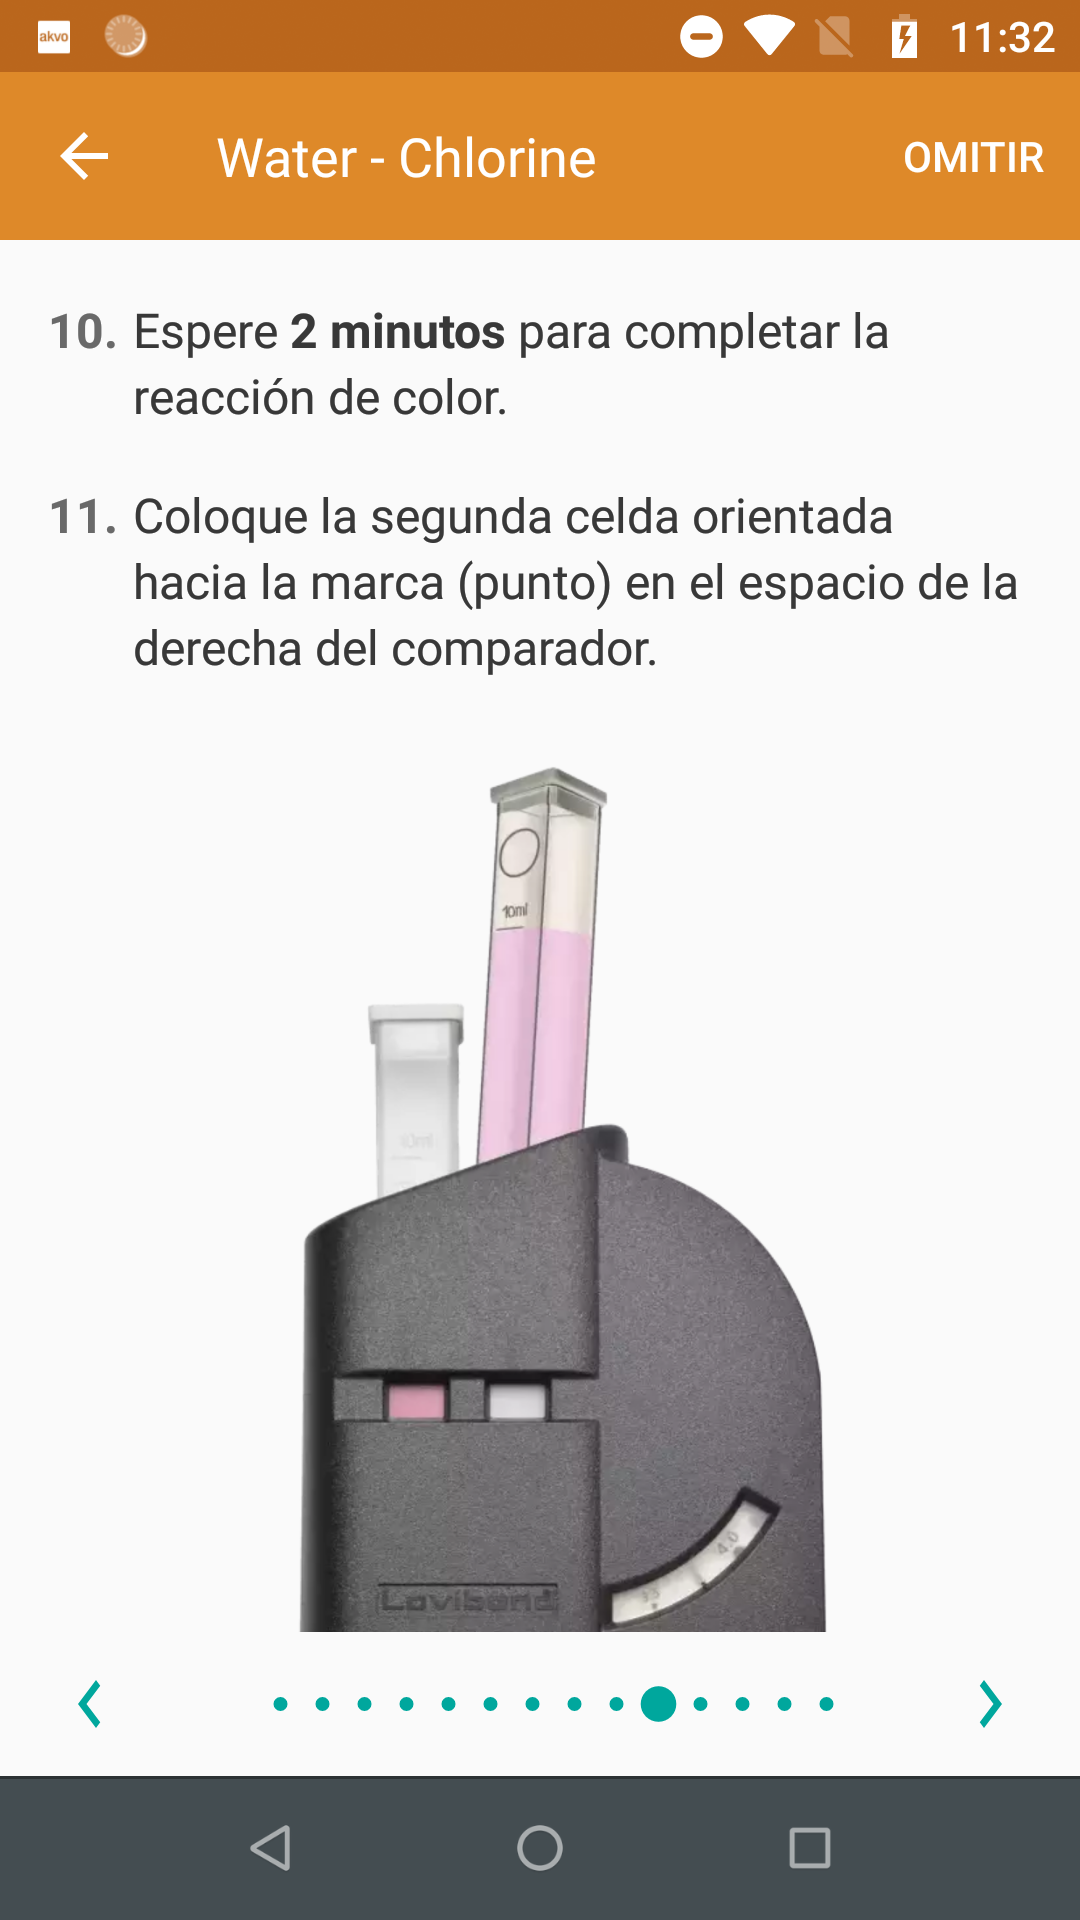 akvo
11:32
Water - Chlorine
OMITIR
10. Espere 2 minutos para completar la
reacción de color.
11. Coloque la segunda celda orientada
hacia la marca (punto) en el espacio de la
derecha del comparador.
10ml
10ml
4.0
3.5
Lovibond